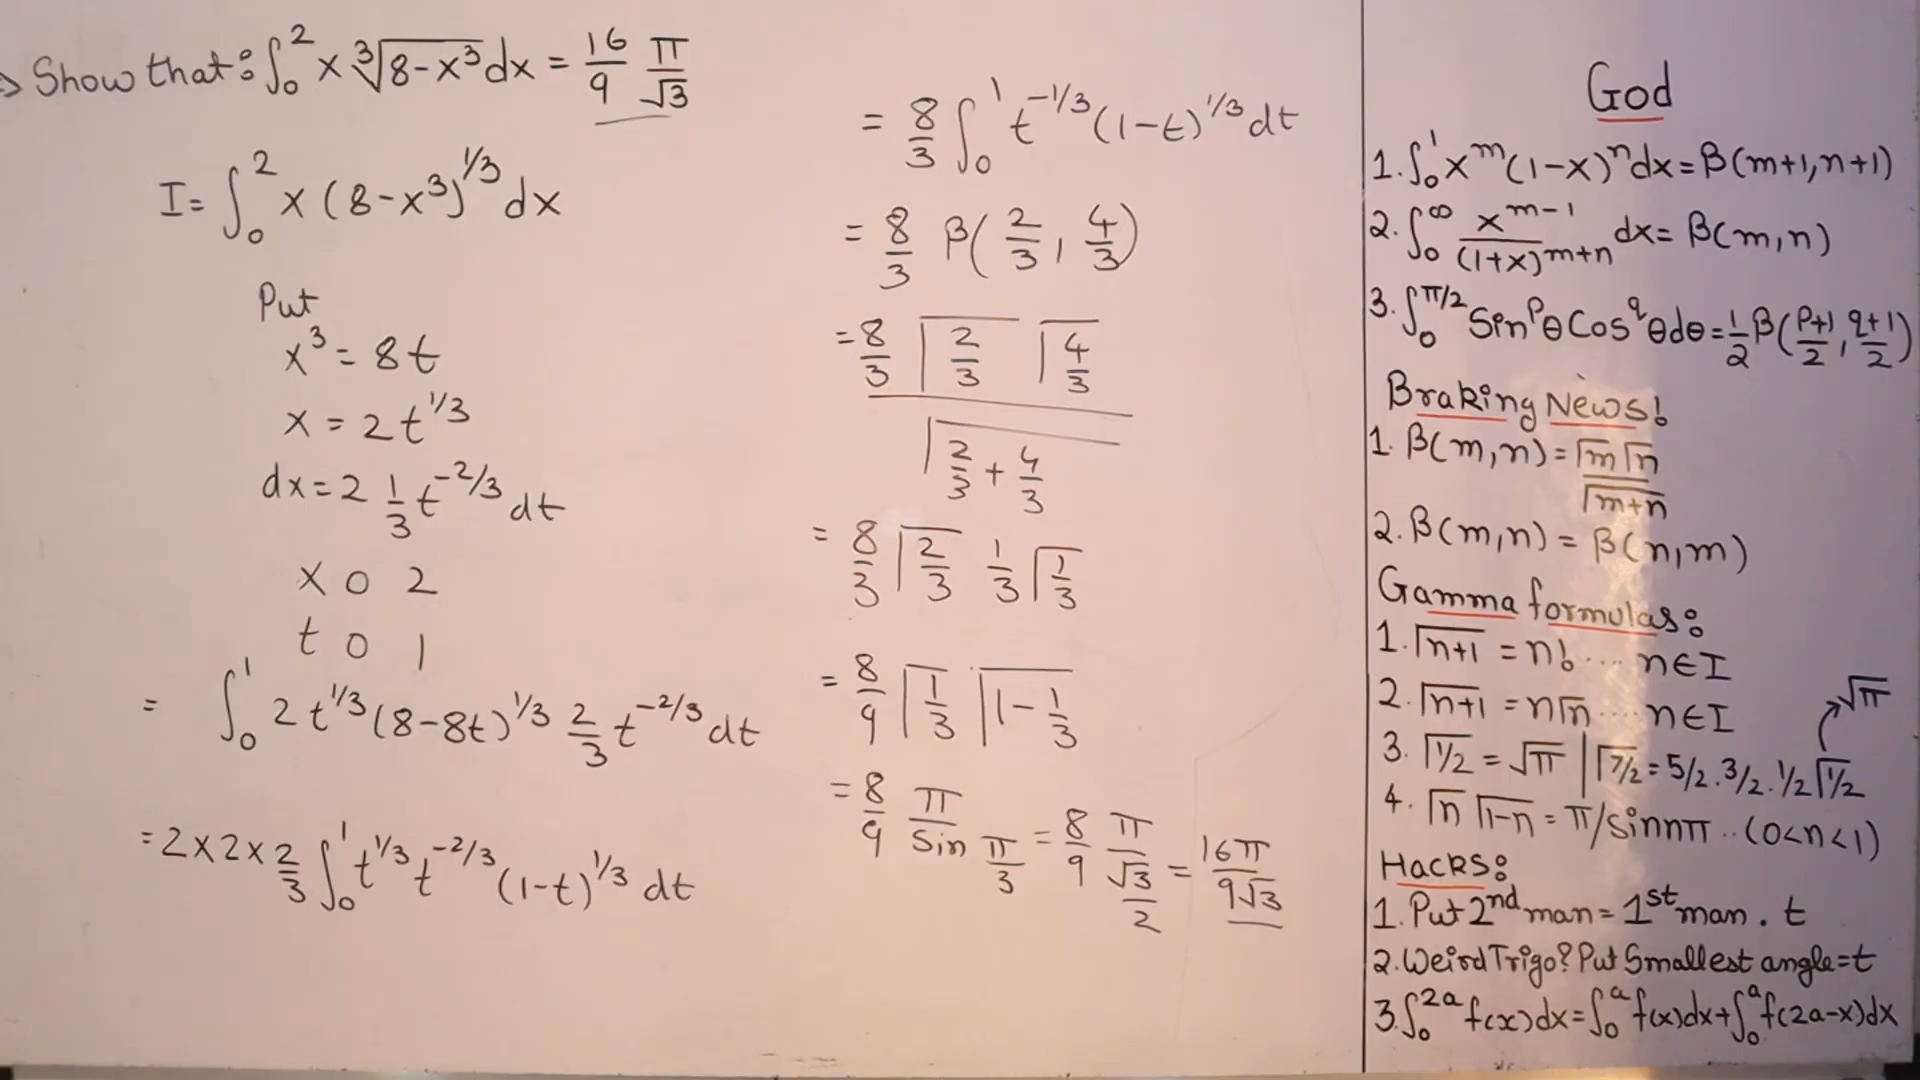 → Show that: ∫₀² x ∛(8-x³) dx = 16/9 π/√3
I = ∫₀² x (8-x³)^1/3 dx
Put
x³ = 8t
x = 2 t^1/3
dx = 2 1/3 t^-2/3 dt
x 0 2
t 0 1
= ∫₀¹ 2 t^1/3 (8-8t)^1/3 2/3 t^-2/3 dt
= 2×2×2/3 ∫₀¹ t^1/3 t^-2/3 (1-t)^1/3 dt
= 8/3 ∫₀¹ t^-1/3 (1-t)^1/3 dt
= 8/3 β(2/3, 4/3)
= 8/3 Γ(2/3) Γ(4/3) / Γ(2/3 + 4/3)
= 8/3 Γ(2/3) 1/3 Γ(1/3)
= 8/9 Γ(1/3) Γ(1 - 1/3)
= 8/9 π/(Sin π/3) = 8/9 π/(√3/2) = 16π/9√3
God
1. ∫₀¹ x^m (1-x)^n dx = β(m+1, n+1)
2. ∫₀^∞ x^(m-1)/(1+x)^(m+n) dx = β(m,n)
3. ∫₀^π/2 Sin^p θ Cos^q θ dθ = 1/2 β(p+1/2, q+1/2)
Braking News!
1. β(m,n) = Γm Γn / Γm+n
2. β(m,n) = β(n,m)
Gamma formulas:
1. Γn+1 = n! ... n∈I
2. Γn+1 = nΓn ... n∈I
√π
3. Γ1/2 = √π | Γ7/2 = 5/2 . 3/2 . 1/2 Γ1/2
4. Γn Γ1-n = π/sin nπ .. (0<n<1)
Hacks:
1. Put 2nd man = 1st man . t
2. Weird Trigo? Put Smallest angle = t
3. ∫₀^2a f(x)dx = ∫₀^a f(x)dx + ∫₀^a f(2a-x)dx